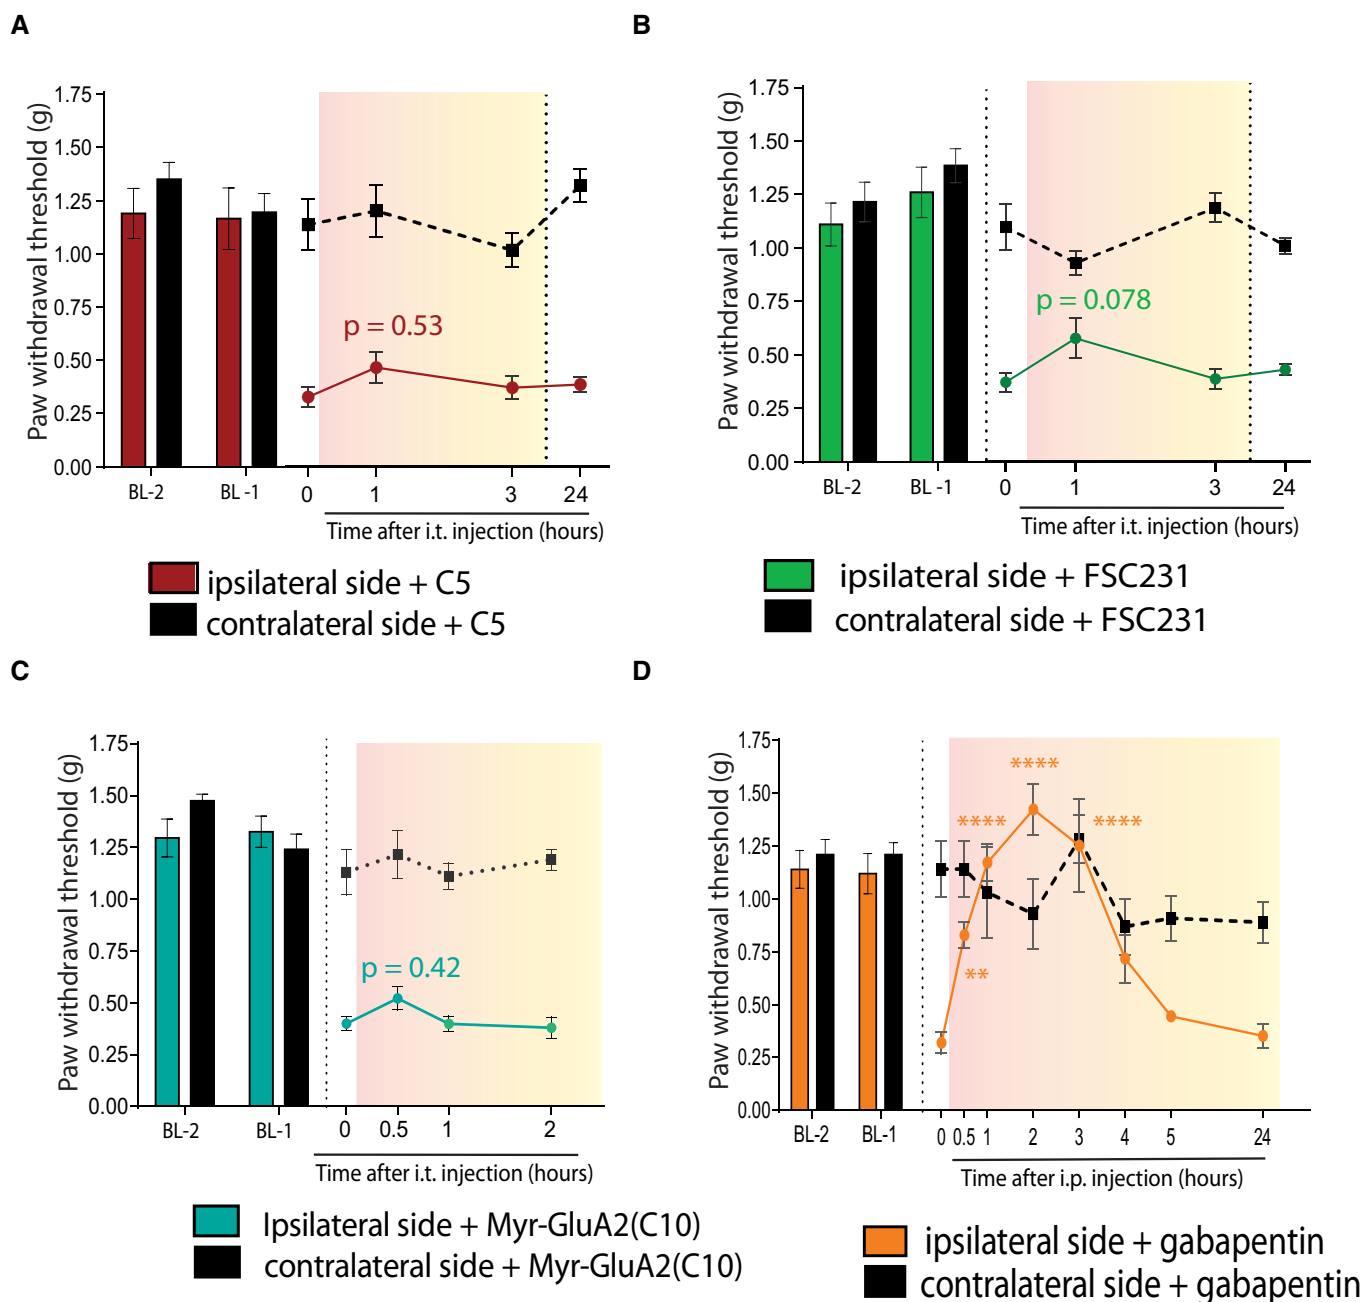 A
Paw withdrawal threshold (g)
1.75
1.50
1.25
1.00
0.75
0.50
0.25
0.00
p = 0.53
BL-2
BL -1
0
1
3
24
Time after i.t. injection (hours)
ipsilateral side + C5
contralateral side + C5
B
Paw withdrawal threshold (g)
1.75
1.50
1.25
1.00
0.75
0.50
0.25
0.00
p = 0.078
BL-2
BL -1
0
1
3
24
Time after i.t. injection (hours)
ipsilateral side + FSC231
contralateral side + FSC231
C
Paw withdrawal threshold (g)
1.75
1.50
1.25
1.00
0.75
0.50
0.25
0.00
p = 0.42
BL-2
BL-1
0
0.5
1
2
Time after i.t. injection (hours)
Ipsilateral side + Myr-GluA2(C10)
contralateral side + Myr-GluA2(C10)
D
Paw withdrawal threshold (g)
1.75
1.50
1.25
1.00
0.75
0.50
0.25
0.00
****
****
****
**
BL-2
BL-1
0
0.5
1
2
3
4
5
24
Time after i.p. injection (hours)
ipsilateral side + gabapentin
contralateral side + gabapentin